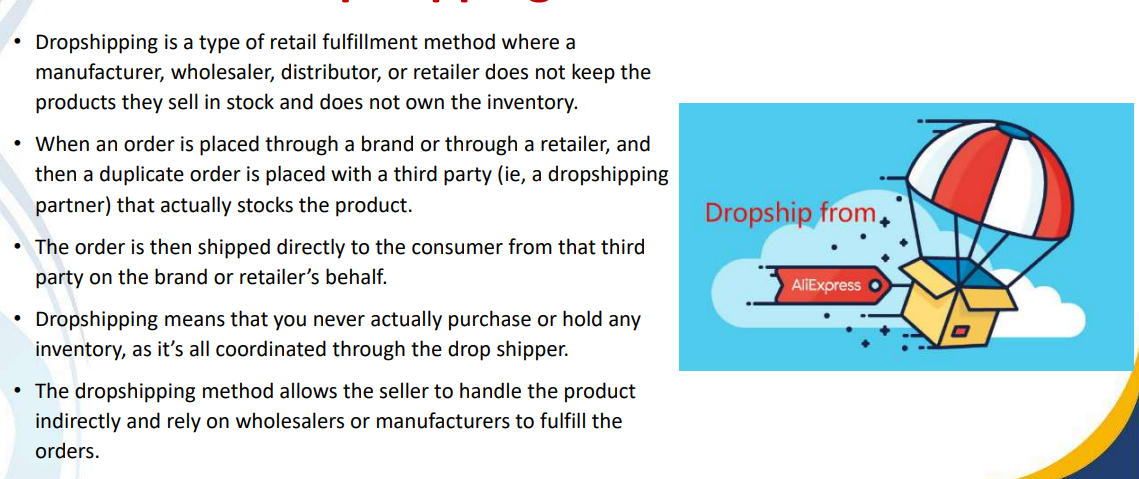 • Dropshipping is a type of retail fulfillment method where a
manufacturer, wholesaler, distributor, or retailer does not keep the
products they sell in stock and does not own the inventory.
• When an order is placed through a brand or through a retailer, and
then a duplicate order is placed with a third party (ie, a dropshipping
partner) that actually stocks the product.
• The order is then shipped directly to the consumer from that third
party on the brand or retailer’s behalf.
• Dropshipping means that you never actually purchase or hold any
inventory, as it’s all coordinated through the drop shipper.
• The dropshipping method allows the seller to handle the product
indirectly and rely on wholesalers or manufacturers to fulfill the
orders.
Dropship from
AliExpress